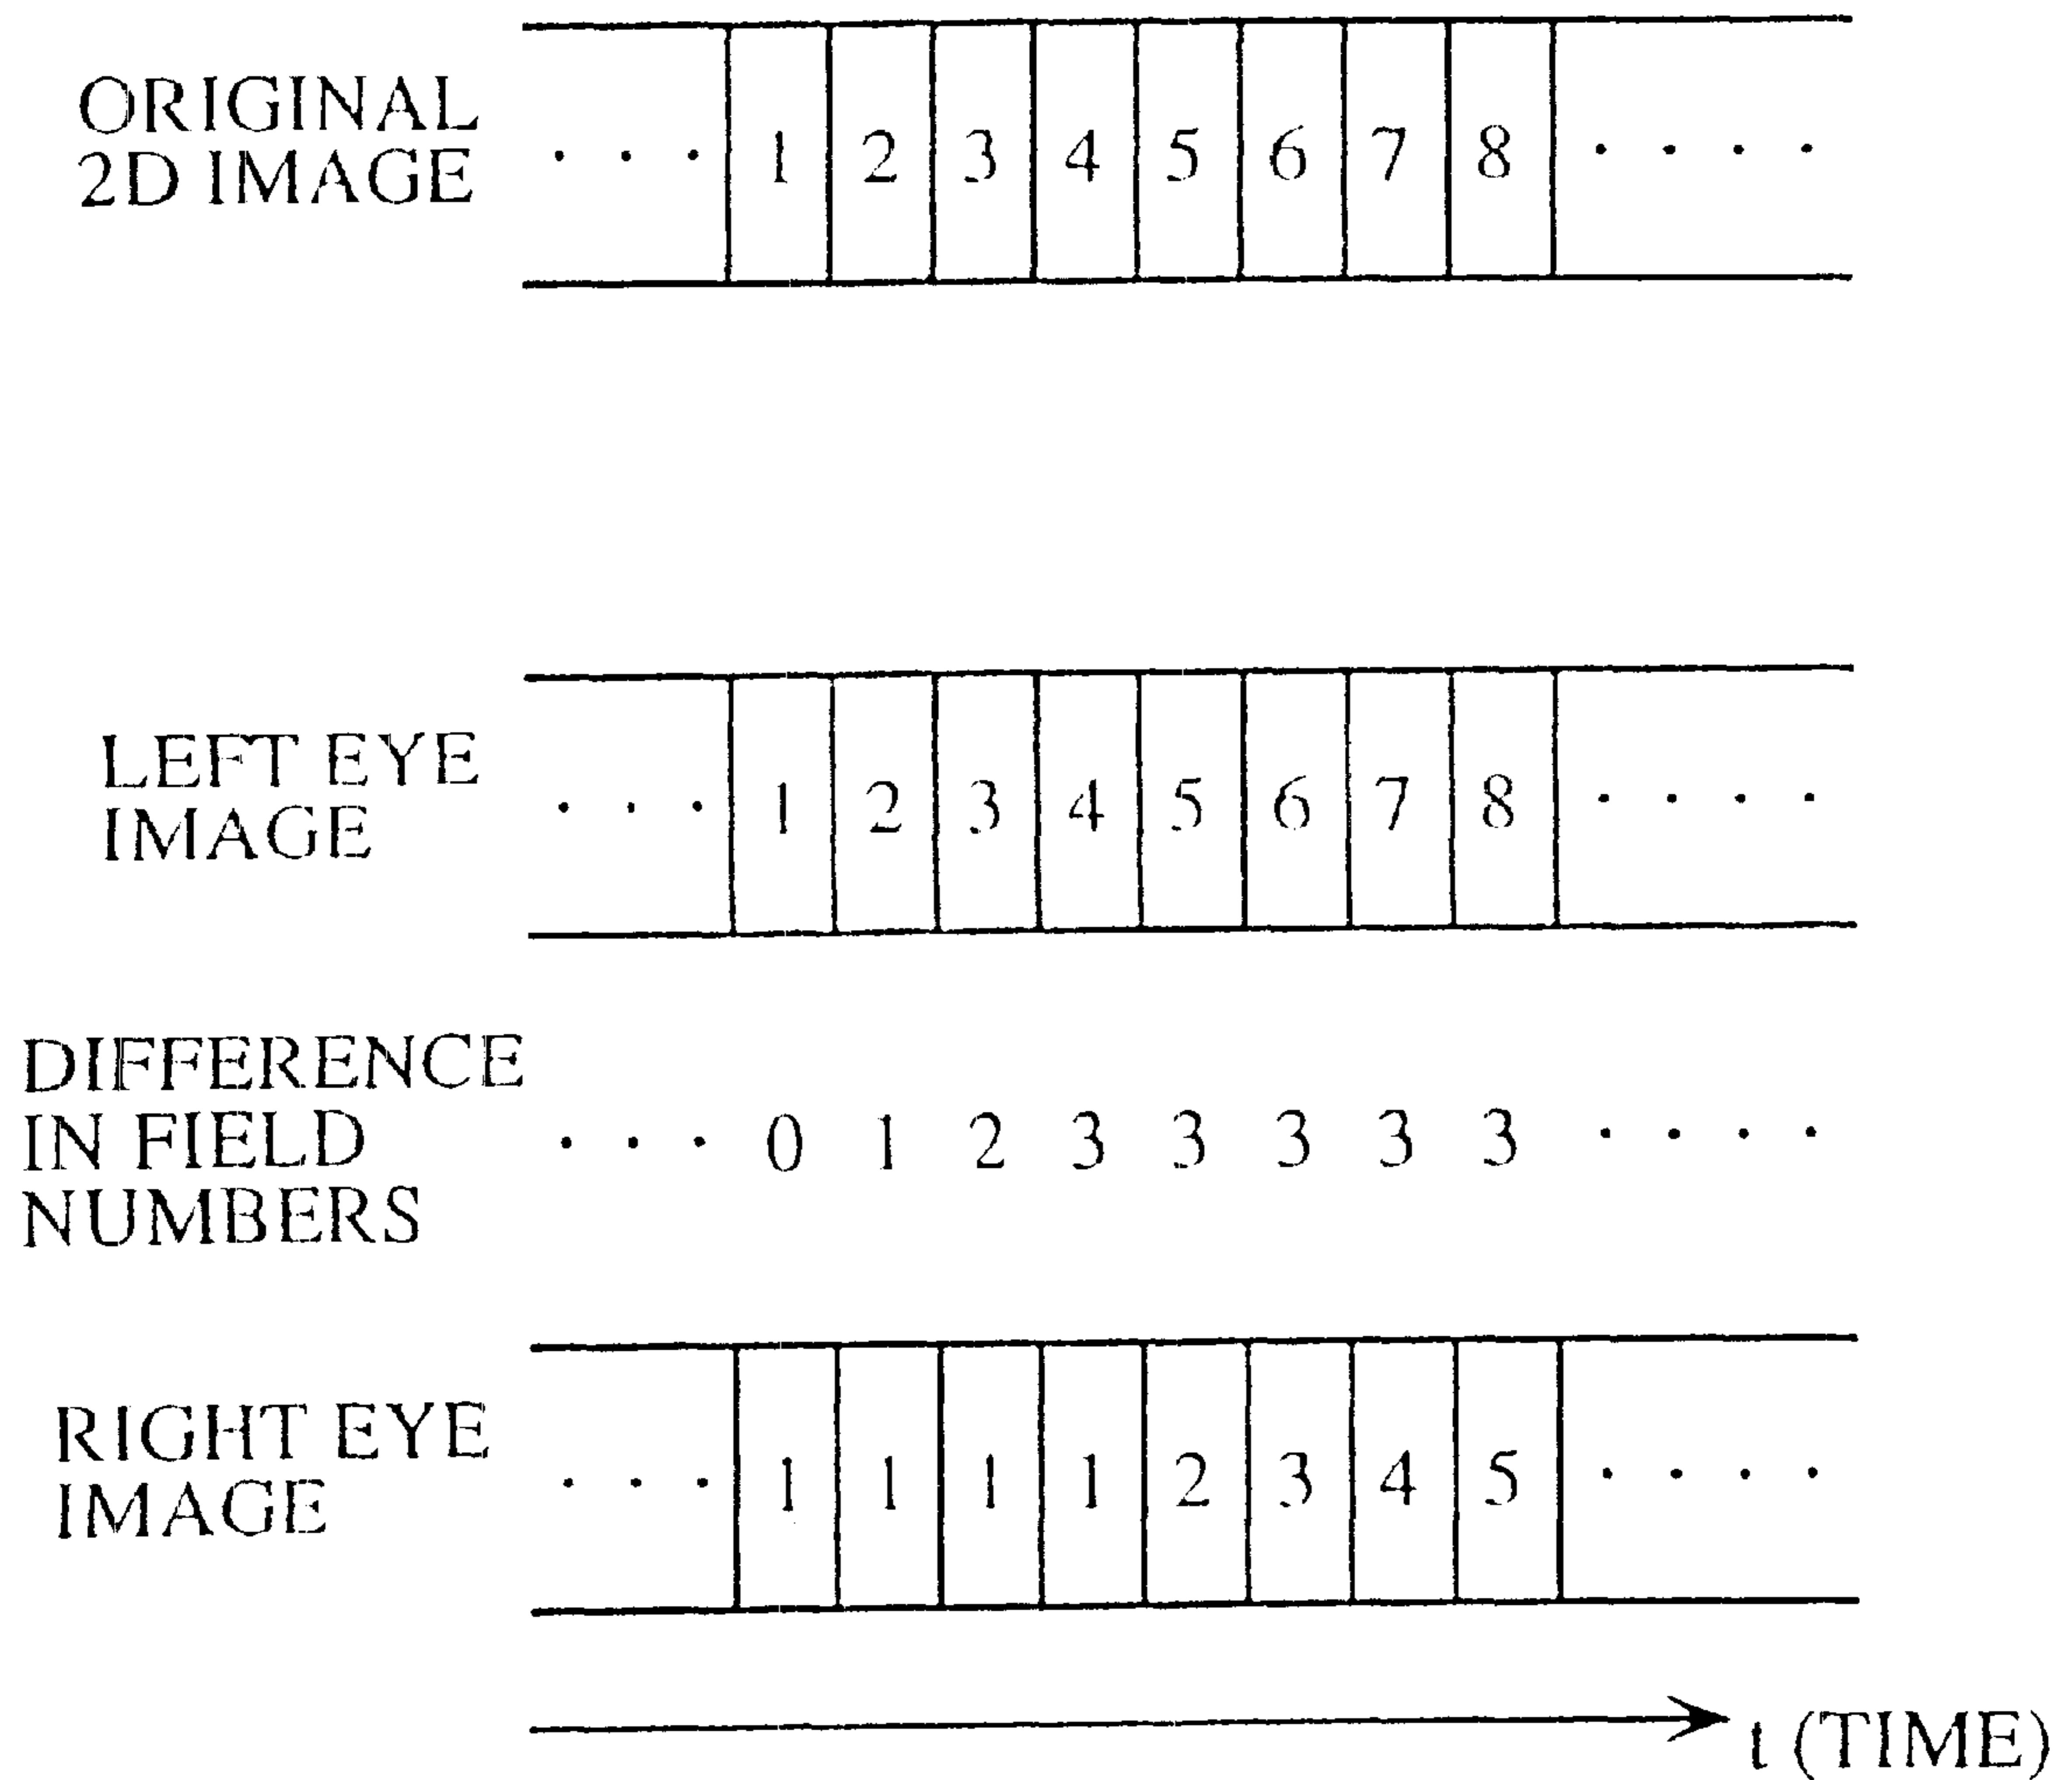 ORIGINAL
2D IMAGE
. . . 1 2 3 4 5 6 7 8 . . . .
LEFT EYE
IMAGE
. . . 1 2 3 4 5 6 7 8 . . . .
DIFFERENCE
IN FIELD
NUMBERS
. . . 0 1 2 3 3 3 3 3 . . . .
RIGHT EYE
IMAGE
. . . 1 1 1 1 2 3 4 5 . . . .
t (TIME)